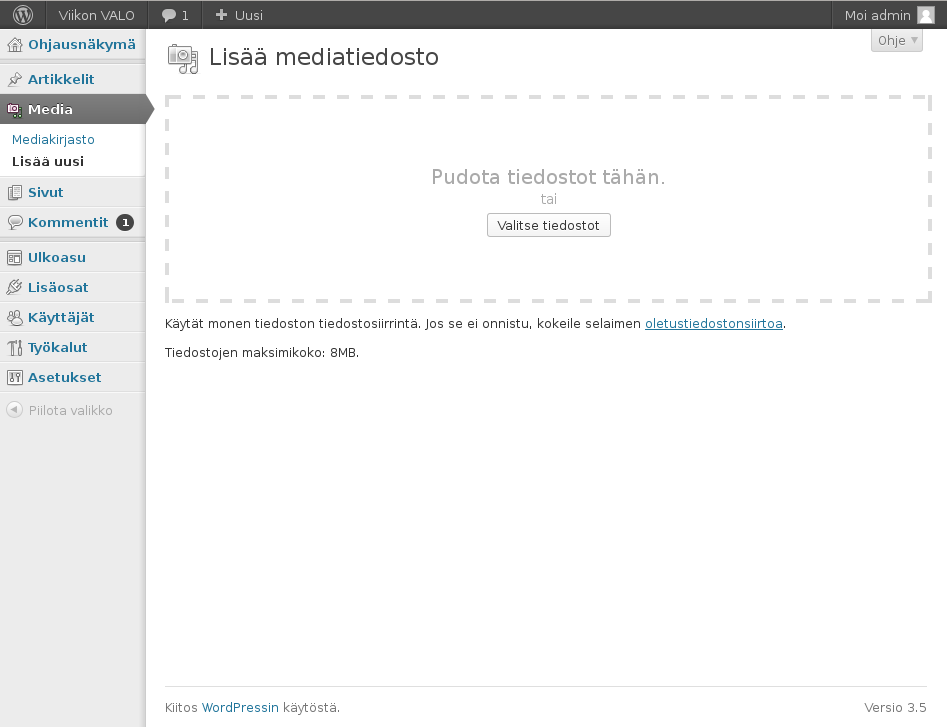 Viikon VALO
1
Uusi
Moi admin
Ohje
Ohjausnäkymä
Artikkelit
Media
Mediakirjasto
Lisää uusi
Sivut
Kommentit 1
Ulkoasu
Lisäosat
Käyttäjät
Työkalut
Asetukset
Piilota valikko
Lisää mediatiedosto
Pudota tiedostot tähän.
tai
Valitse tiedostot
Käytät monen tiedoston tiedostosiirrintä. Jos se ei onnistu, kokeile selaimen oletustiedostonsiirtoa.
Tiedostojen maksimikoko: 8MB.
Kiitos WordPressin käytöstä.
Versio 3.5